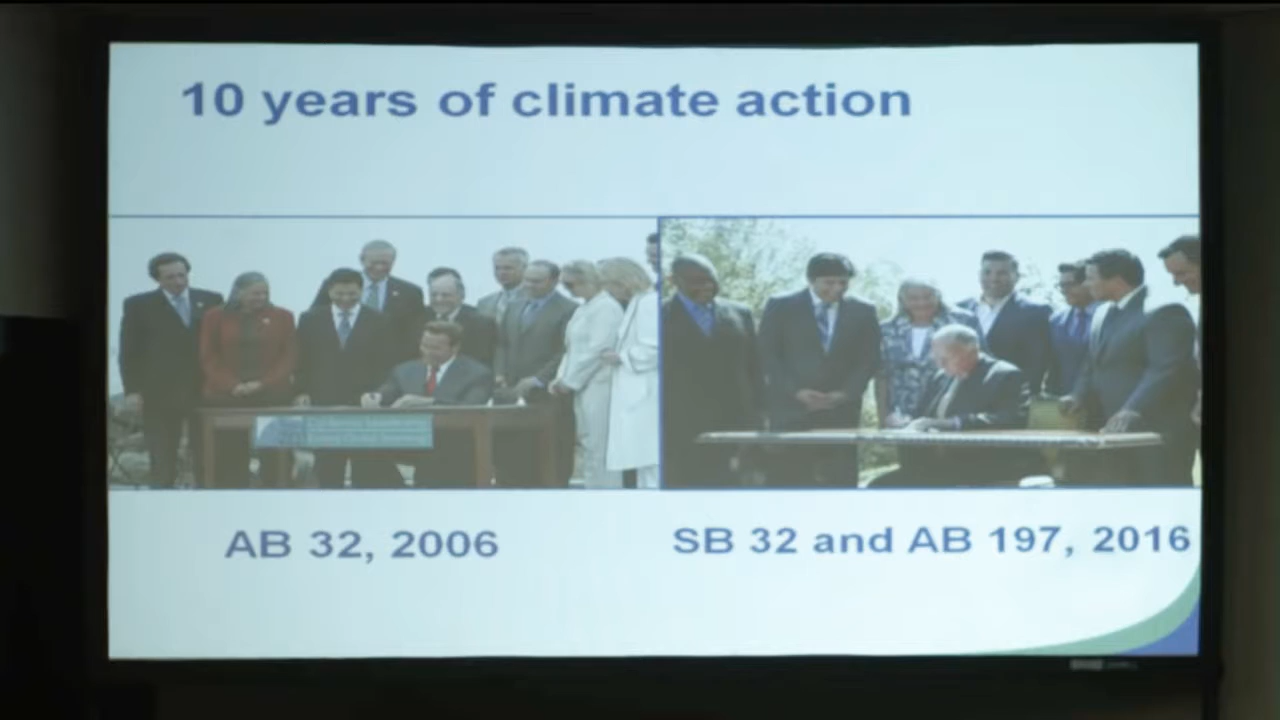 10 years of climate action
AB 32, 2006
SB 32 and AB 197, 2016